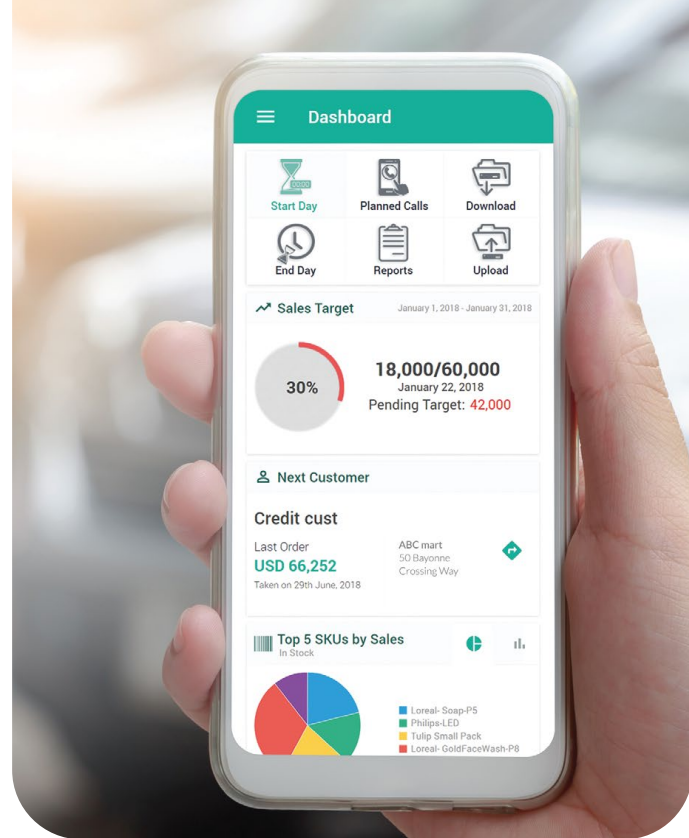 Dashboard
Start Day
Planned Calls
Download
End Day
Reports
Upload
Sales Target
January 1, 2018 - January 31, 2018
30%
18,000/60,000
January 22, 2018
Pending Target: 42,000
Next Customer
Credit cust
Last Order
USD 66,252
Taken on 29th June, 2018
ABC mart
50 Bayonne
Crossing Way
Top 5 SKUs by Sales
In Stock
Loreal- Soap-P5
Philips-LED
Tulip Small Pack
Loreal- GoldFaceWash-P8